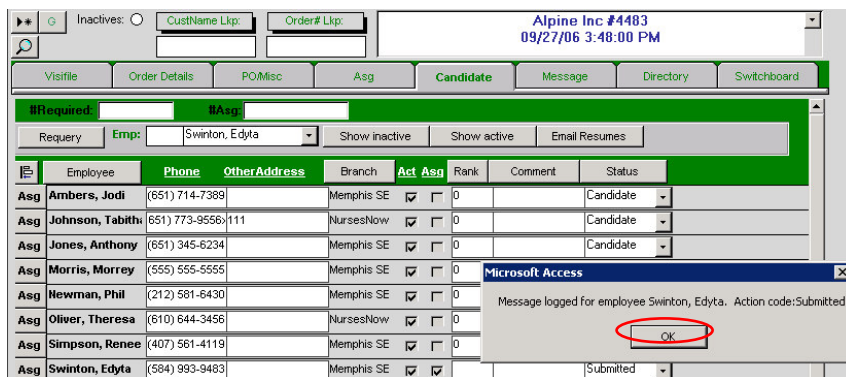 G Inactives: CustName Lkp: Order# Lkp: Alpine Inc #4483
09/27/06 3:48:00 PM
Visifile Order Details PO/Misc Asg Candidate Message Directory Switchboard
#Required: #Asg:
Requery Emp: Swinton, Edyta Show inactive Show active Email Resumes
Employee Phone OtherAddress Branch Act Asg Rank Comment Status
Asg Ambers, Jodi (651) 714-7389 Memphis SE 0 Candidate
Asg Johnson, Tabitha 651) 773-9556x111 NursesNow 0 Candidate
Asg Jones, Anthony (651) 345-6234 Memphis SE 0 Candidate
Asg Morris, Morrey (555) 555-5555 Memphis SE 0
Asg Newman, Phil (212) 581-6430 Memphis SE 0
Asg Oliver, Theresa (610) 644-3456 NursesNow 0
Asg Simpson, Renee (407) 561-4119 Memphis SE 0
Asg Swinton, Edyta (584) 993-9483 Memphis SE Submitted
Microsoft Access
Message logged for employee Swinton, Edyta. Action code:Submitted
OK